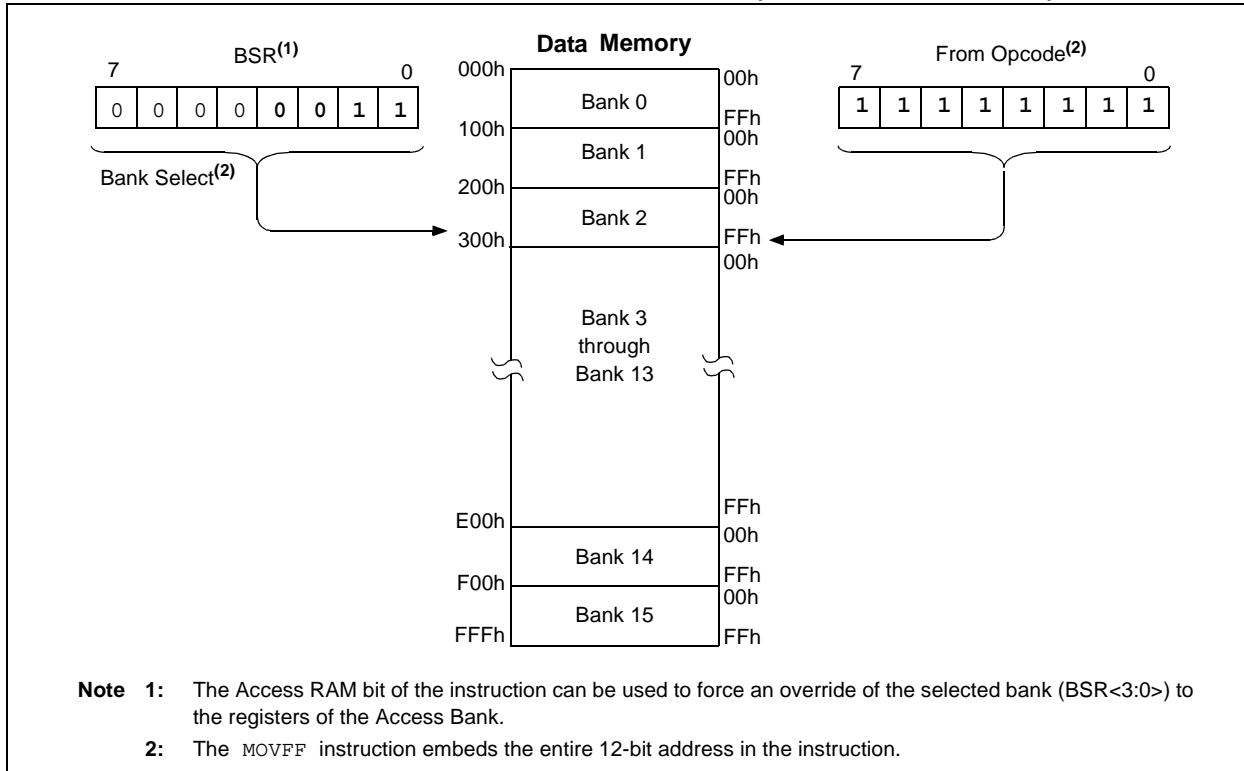 Data Memory
BSR(1)
7 0
0 0 0 0 0 0 1 1
Bank Select(2)
From Opcode(2)
7 0
1 1 1 1 1 1 1 1
000h
00h
Bank 0
FFh
100h
00h
Bank 1
FFh
200h
00h
Bank 2
FFh
300h
00h
Bank 3
through
Bank 13
FFh
E00h
00h
Bank 14
FFh
F00h
00h
Bank 15
FFFh
FFh
Note 1: The Access RAM bit of the instruction can be used to force an override of the selected bank (BSR<3:0>) to
the registers of the Access Bank.
2: The MOVFF instruction embeds the entire 12-bit address in the instruction.